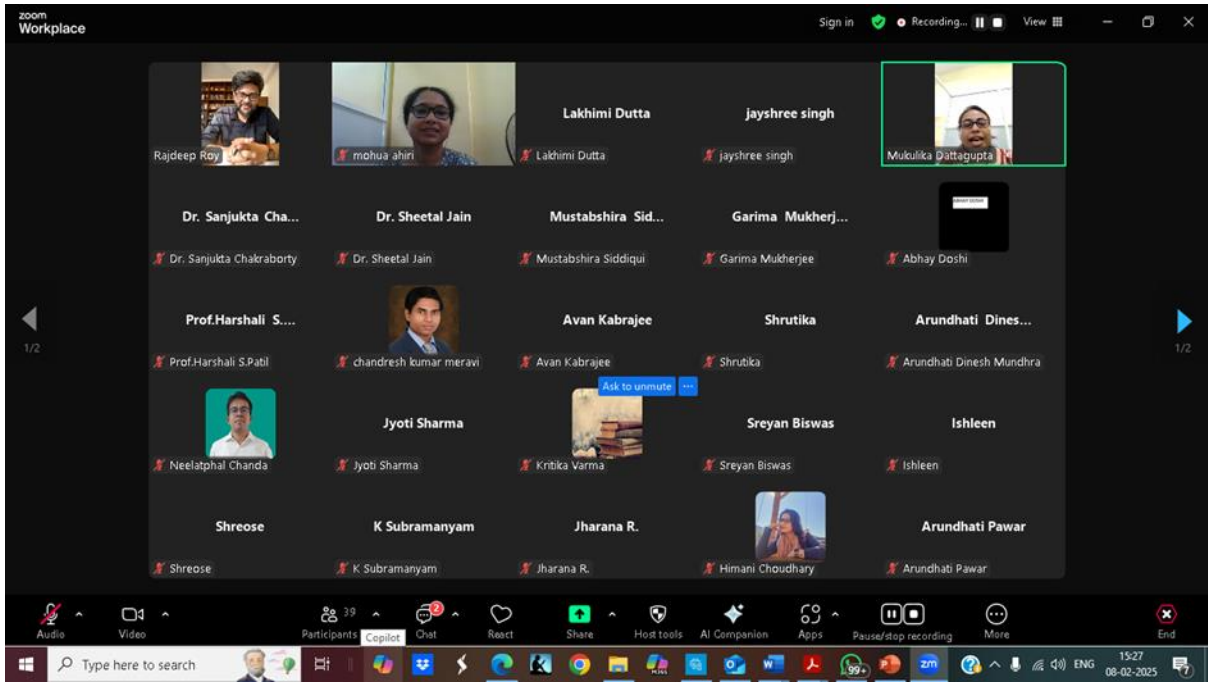 zoom
Workplace
Sign in
Recording...
View
Rajdeep Roy
mohua ahiri
Lakhimi Dutta
Lakhimi Dutta
jayshree singh
jayshree singh
Mukulika Dattagupta
Dr. Sanjukta Cha...
Dr. Sanjukta Chakraborty
Dr. Sheetal Jain
Dr. Sheetal Jain
Mustabshira Sid...
Mustabshira Siddiqui
Garima Mukherj...
Garima Mukherjee
Abhay Doshi
1/2
Prof.Harshali S....
Prof.Harshali S.Patil
chandresh kumar meravi
Avan Kabrajee
Avan Kabrajee
Shrutika
Shrutika
Arundhati Dines...
Arundhati Dinesh Mundhra
1/2
Ask to unmute ...
Neelatphal Chanda
Jyoti Sharma
Jyoti Sharma
Kritika Varma
Sreyan Biswas
Sreyan Biswas
Ishleen
Ishleen
Shreose
Shreose
K Subramanyam
K Subramanyam
Jharana R.
Jharana R.
Himani Choudhary
Arundhati Pawar
Arundhati Pawar
Audio
Video
39
Participants
Copilot
2
Chat
React
Share
Host tools
AI Companion
Apps
Pause/stop recording
More
End
Type here to search
99+
zm
ENG
15:27
08-02-2025
7